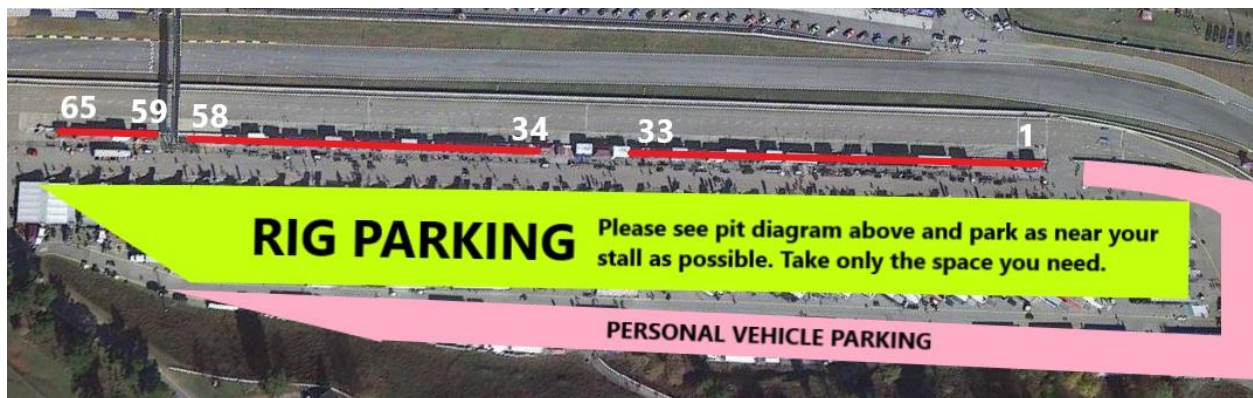 65
59
58
34
33
1
RIG PARKING
Please see pit diagram above and park as near your
stall as possible. Take only the space you need.
PERSONAL VEHICLE PARKING